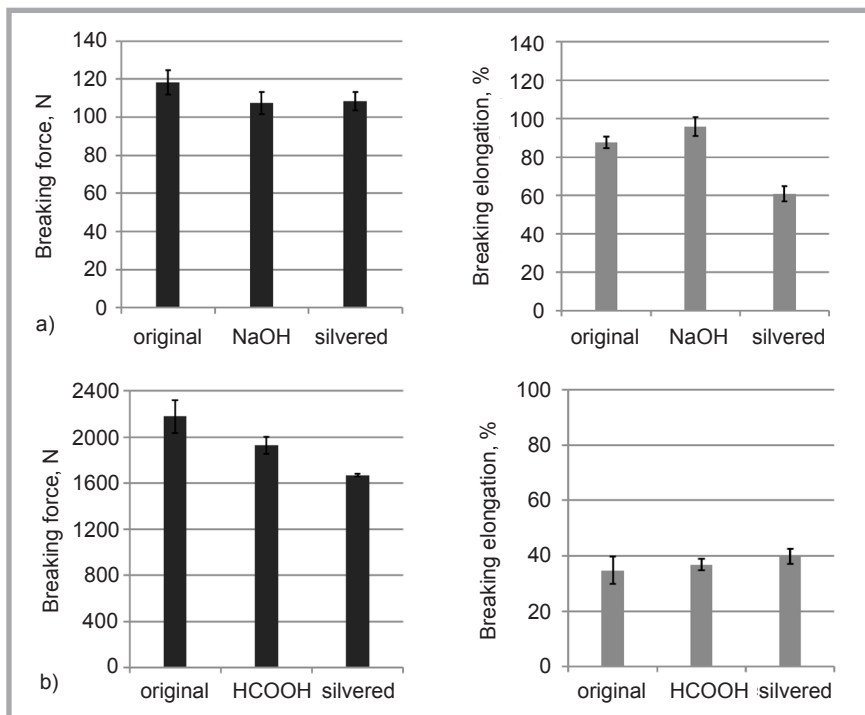 Breaking force, N
140
120
100
80
60
40
20
0
original NaOH silvered
a)
Breaking elongation, %
140
120
100
80
60
40
20
0
original NaOH silvered
Breaking force, N
2400
2000
1600
1200
800
400
0
original HCOOH silvered
b)
Breaking elongation, %
100
80
60
40
20
0
original HCOOH silvered